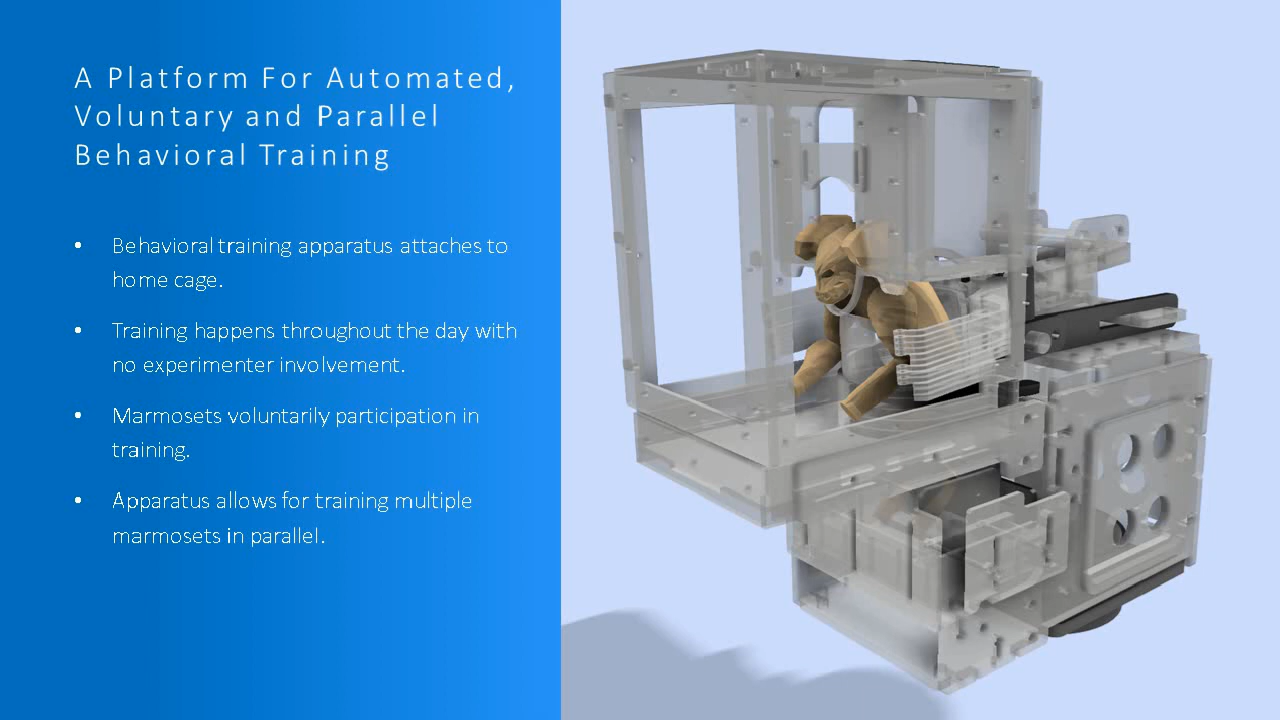 A Platform For Automated,
Voluntary and Parallel
Behavioral Training
• Behavioral training apparatus attaches to
home cage.
• Training happens throughout the day with
no experimenter involvement.
• Marmosets voluntarily participation in
training.
• Apparatus allows for training multiple
marmosets in parallel.